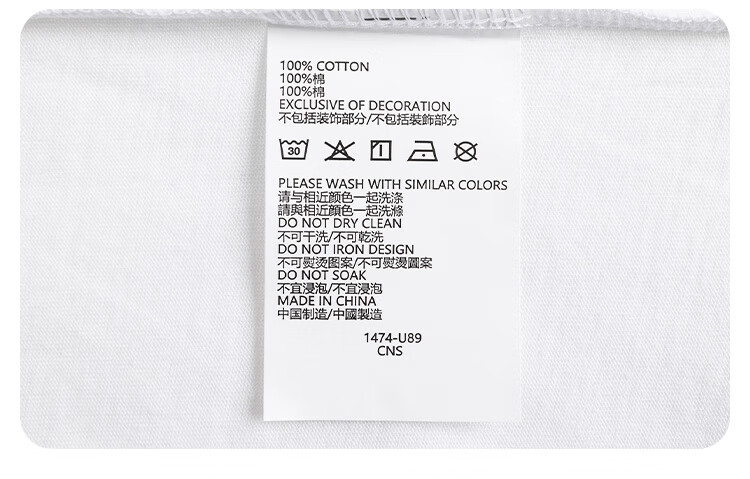 100% COTTON
100%棉
100%棉
EXCLUSIVE OF DECORATION
不包括装饰部分/不包括裝飾部分
30
PLEASE WASH WITH SIMILAR COLORS
请与相近颜色一起洗涤
請與相近顏色一起洗滌
DO NOT DRY CLEAN
不可干洗/不可乾洗
DO NOT IRON DESIGN
不可熨烫图案/不可熨燙圖案
DO NOT SOAK
不宜浸泡/不宜浸泡
MADE IN CHINA
中国制造/中國製造
1474-U89
CNS